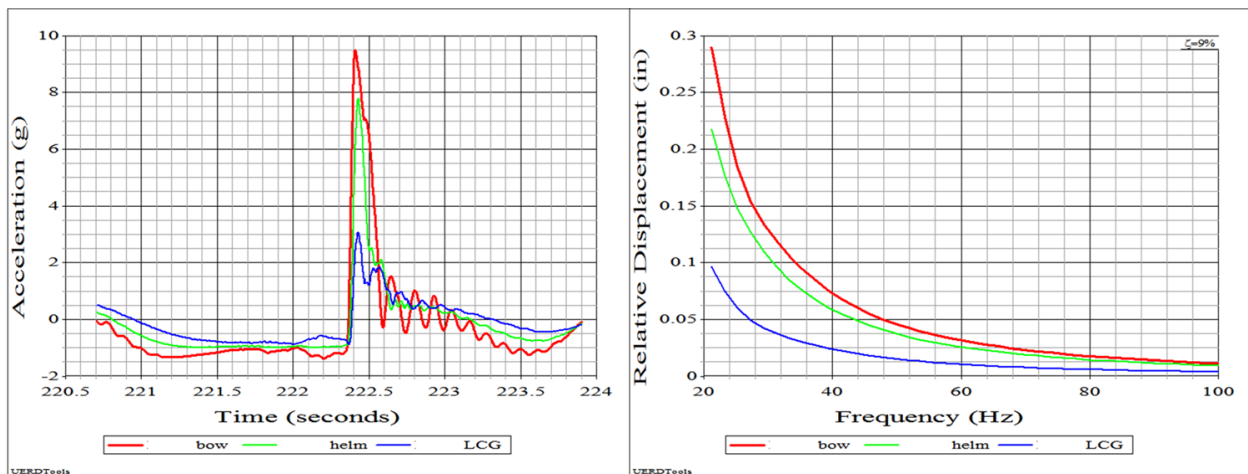 Acceleration (g)
10
8
6
4
2
0
−2
220.5 221 221.5 222 222.5 223 223.5 224
Time (seconds)
: bow : helm : LCG
UERDTools
Relative Displacement (in)
0.3
0.25
0.2
0.15
0.1
0.05
0
ζ=9%
20 40 60 80 100
Frequency (Hz)
: bow : helm : LCG
UERDTools